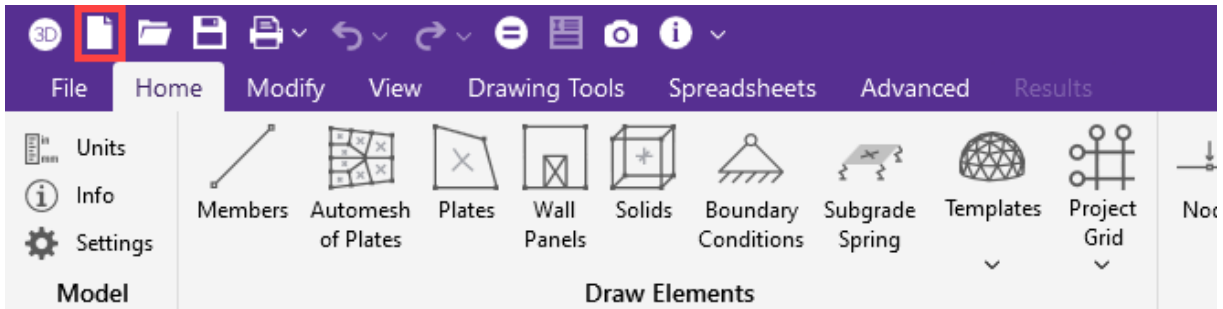 3D
File Home Modify View Drawing Tools Spreadsheets Advanced Results
Units
Info
Settings
Model
Members
Automesh
of Plates
Plates
Wall
Panels
Solids
Boundary
Conditions
Subgrade
Spring
Templates
Project
Grid
Draw Elements